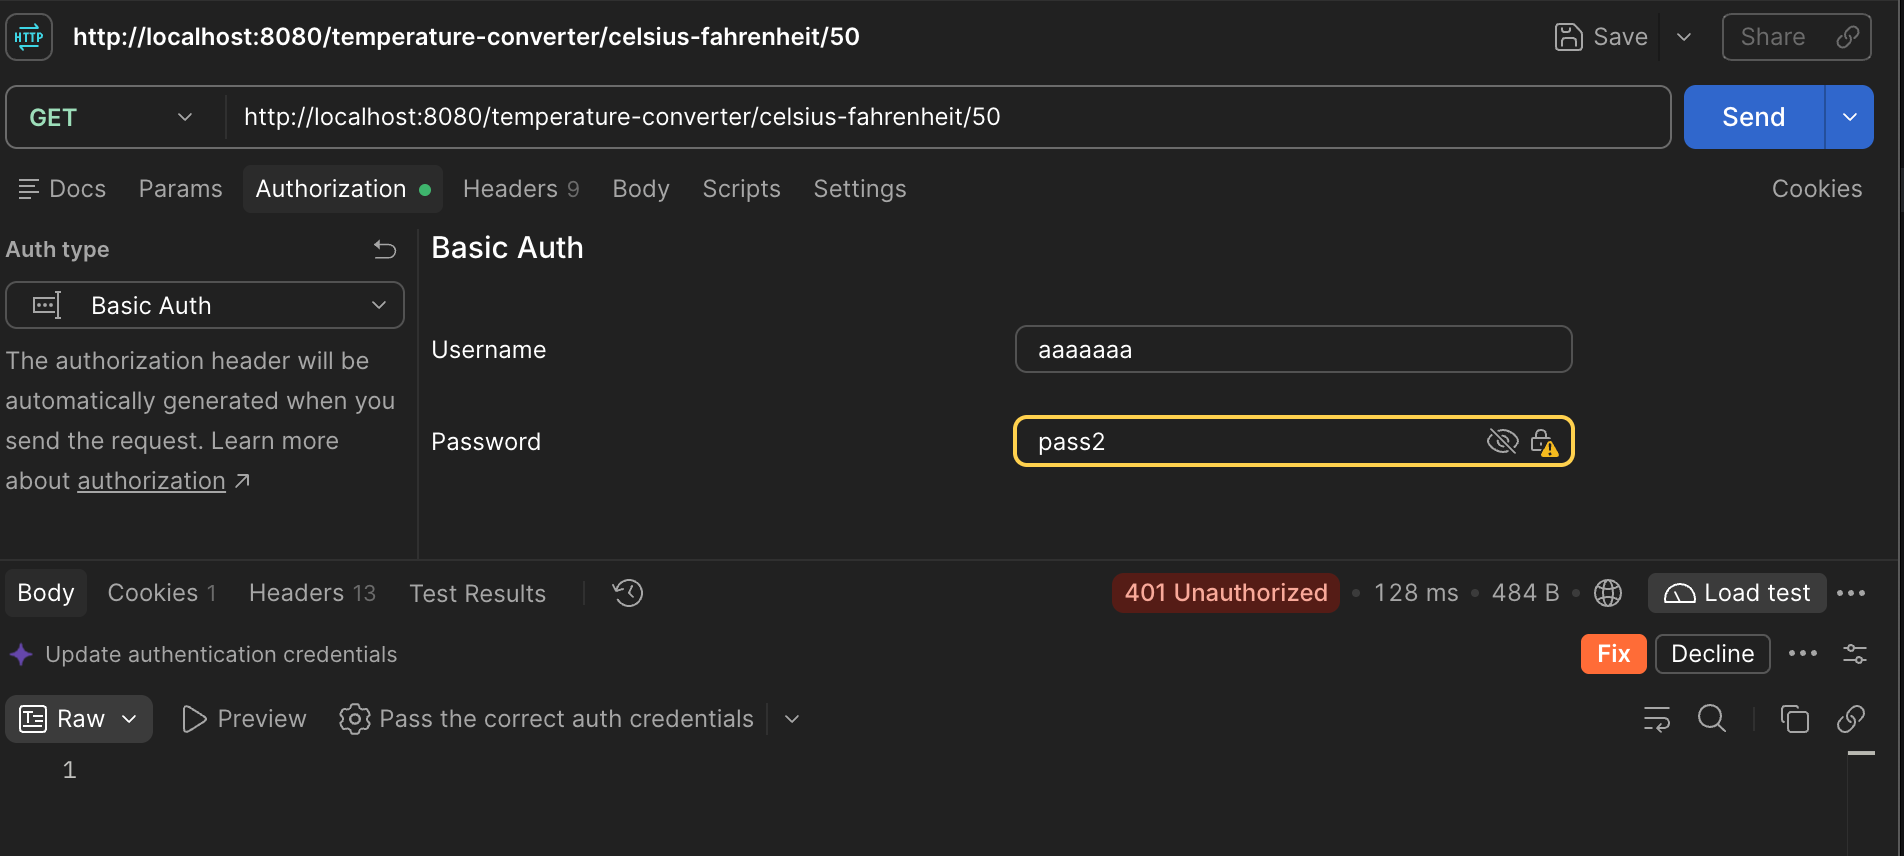 HTTP http://localhost:8080/temperature-converter/celsius-fahrenheit/50 Save Share
GET http://localhost:8080/temperature-converter/celsius-fahrenheit/50 Send
Docs Params Authorization Headers 9 Body Scripts Settings Cookies
Auth type
Basic Auth
The authorization header will be
automatically generated when you
send the request. Learn more
about authorization
Basic Auth
Username aaaaaaa
Password pass2
Body Cookies 1 Headers 13 Test Results 401 Unauthorized • 128 ms • 484 B • Load test
Update authentication credentials Fix Decline
Raw Preview Pass the correct auth credentials
1